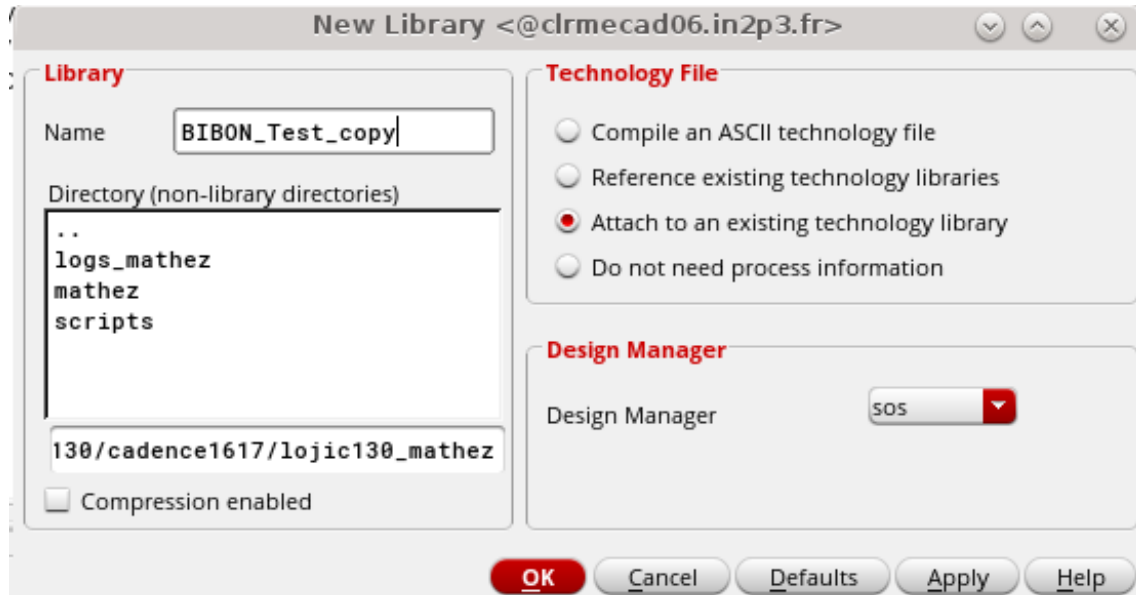 New Library <@clrmecad06.in2p3.fr>
Library
Name BIBON_Test_copy
Directory (non-library directories)
..
logs_mathez
mathez
scripts
130/cadence1617/lojic130_mathez
Compression enabled
Technology File
Compile an ASCII technology file
Reference existing technology libraries
Attach to an existing technology library
Do not need process information
Design Manager
Design Manager sos
OK Cancel Defaults Apply Help